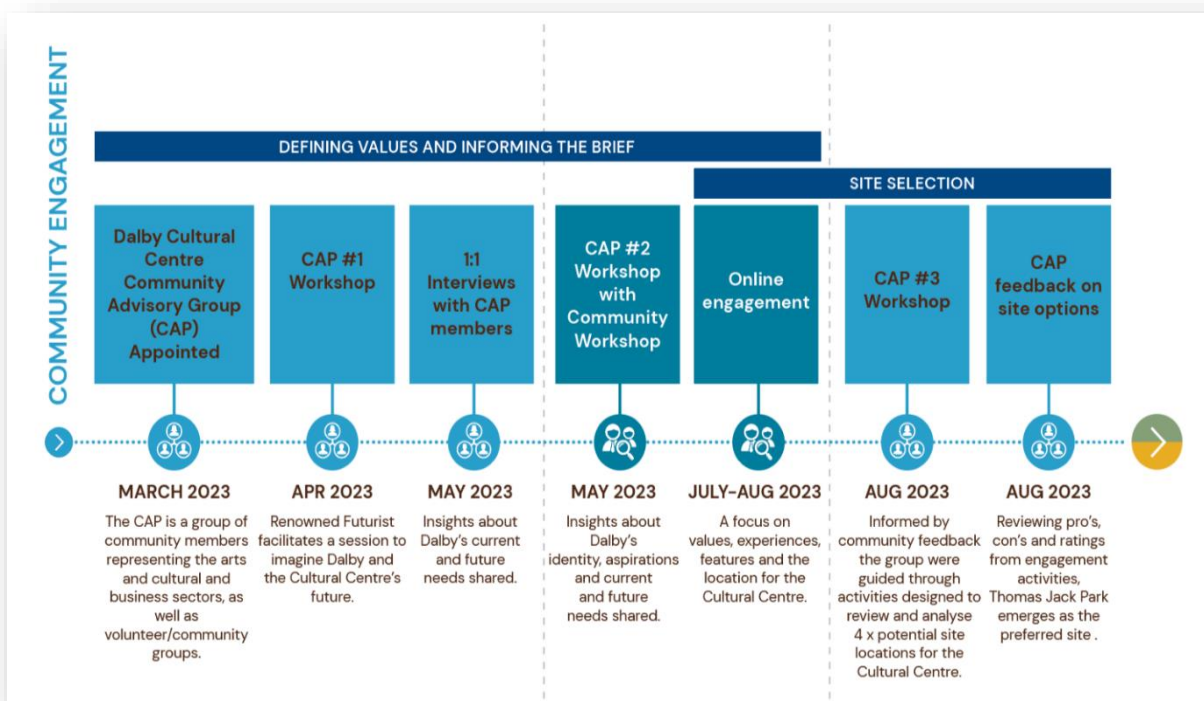 COMMUNITY ENGAGEMENT
DEFINING VALUES AND INFORMING THE BRIEF
SITE SELECTION
Dalby Cultural
Centre
Community
Advisory Group
(CAP)
Appointed
CAP #1
Workshop
1:1
Interviews
with CAP
members
CAP #2
Workshop
with
Community
Workshop
Online
engagement
CAP #3
Workshop
CAP
feedback on
site options
MARCH 2023
The CAP is a group of
community members
representing the arts
and cultural and
business sectors, as
well as
volunteer/community
groups.
APR 2023
Renowned Futurist
facilitates a session to
imagine Dalby and
the Cultural Centre's
future.
MAY 2023
Insights about
Dalby's current
and future
needs shared.
MAY 2023
Insights about
Dalby's
identity, aspirations
and current
and future
needs shared.
JULY-AUG 2023
A focus on
values, experiences,
features and the
location for the
Cultural Centre.
AUG 2023
Informed by
community feedback
the group were
guided through
activities designed to
review and analyse
4 x potential site
locations for the
Cultural Centre.
AUG 2023
Reviewing pro's,
con's and ratings
from engagement
activities,
Thomas Jack Park
emerges as the
preferred site .